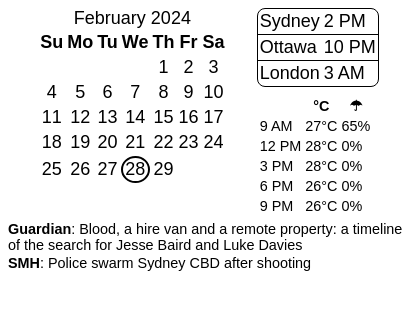 February 2024
Su Mo Tu We Th Fr Sa
1 2 3
4 5 6 7 8 9 10
11 12 13 14 15 16 17
18 19 20 21 22 23 24
25 26 27 28 29
Sydney 2 PM
Ottawa 10 PM
London 3 AM
°C ☂
9 AM 27°C 65%
12 PM 28°C 0%
3 PM 28°C 0%
6 PM 26°C 0%
9 PM 26°C 0%
Guardian: Blood, a hire van and a remote property: a timeline
of the search for Jesse Baird and Luke Davies
SMH: Police swarm Sydney CBD after shooting